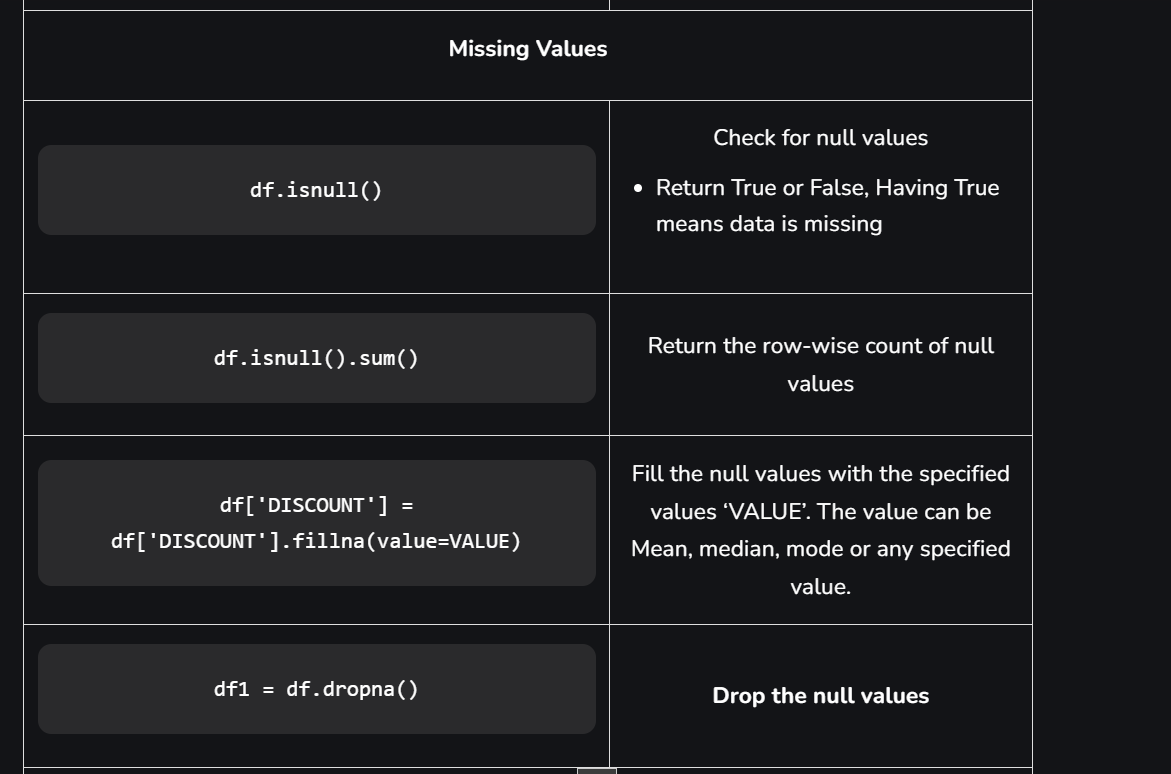 Missing Values
df.isnull()
Check for null values
• Return True or False, Having True
means data is missing
df.isnull().sum()
Return the row-wise count of null
values
df['DISCOUNT'] =
df['DISCOUNT'].fillna(value=VALUE)
Fill the null values with the specified
values ‘VALUE’. The value can be
Mean, median, mode or any specified
value.
df1 = df.dropna()
Drop the null values